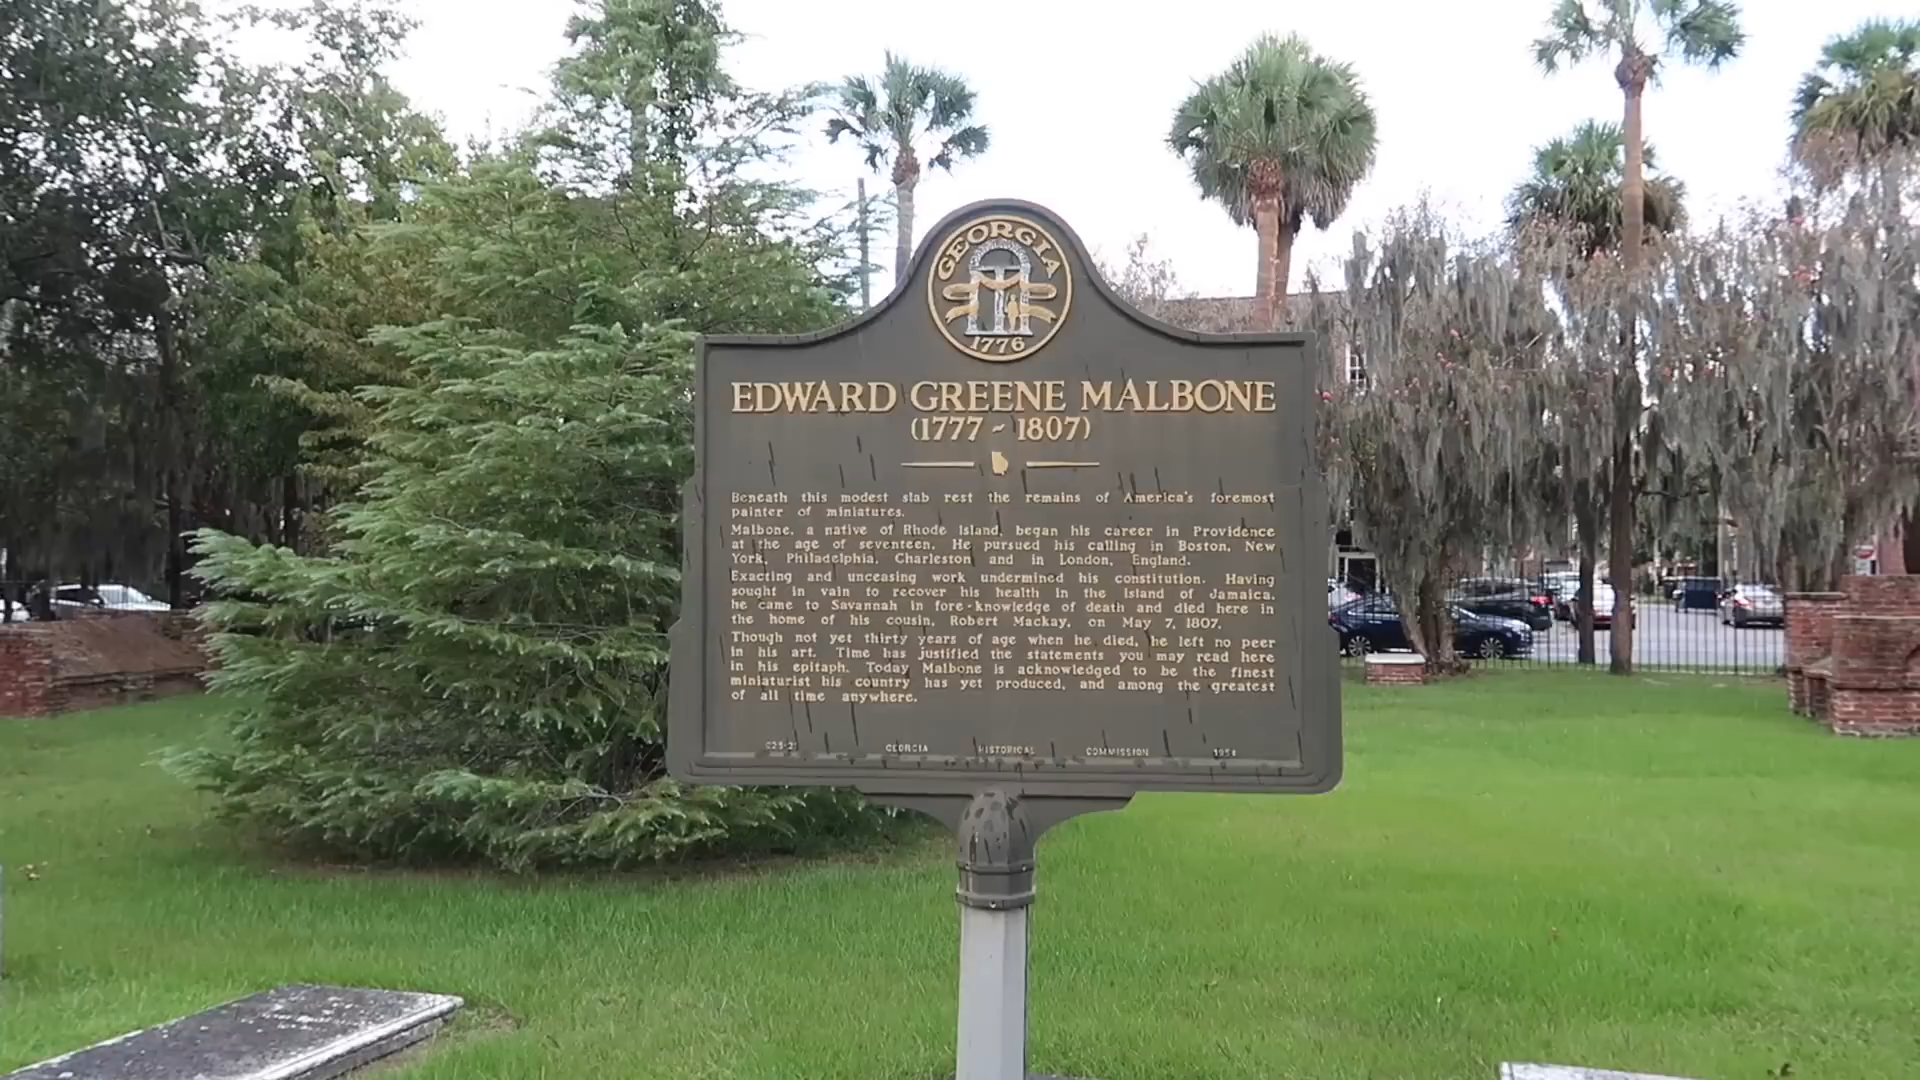 GEORGIA
1776
EDWARD GREENE MALBONE
(1777 - 1807)
Beneath this modest slab rest the remains of America's foremost
painter of miniatures.
Malbone, a native of Rhode Island, began his career in Providence
at the age of seventeen. He pursued his calling in Boston, New
York, Philadelphia, Charleston and in London, England.
Exacting and unceasing work undermined his constitution. Having
sought in vain to recover his health in the Island of Jamaica,
he came to Savannah in fore-knowledge of death and died here in
the home of his cousin, Robert Mackay, on May 7, 1807.
Though not yet thirty years of age when he died, he left no peer
in his art. Time has justified the statements you may read here
in his epitaph. Today Malbone is acknowledged to be the finest
miniaturist his country has yet produced, and among the greatest
of all time anywhere.
GEORGIA HISTORICAL COMMISSION